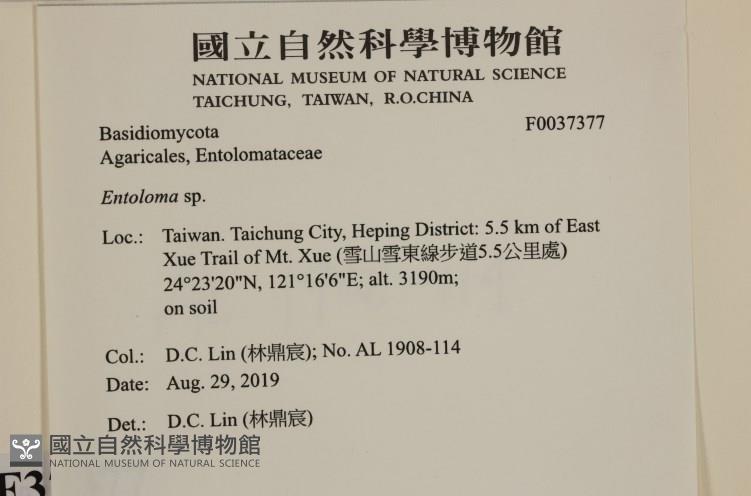 國立自然科學博物館
NATIONAL MUSEUM OF NATURAL SCIENCE
TAICHUNG, TAIWAN, R.O.CHINA
Basidiomycota F0037377
Agaricales, Entolomataceae
Entoloma sp.
Loc.: Taiwan. Taichung City, Heping District: 5.5 km of East
Xue Trail of Mt. Xue (雪山雪東線步道5.5公里處)
24°23'20"N, 121°16'6"E; alt. 3190m;
on soil
Col.: D.C. Lin (林鼎宸); No. AL 1908-114
Date: Aug. 29, 2019
Det.: D.C. Lin (林鼎宸)
國立自然科學博物館
NATIONAL MUSEUM OF NATURAL SCIENCE